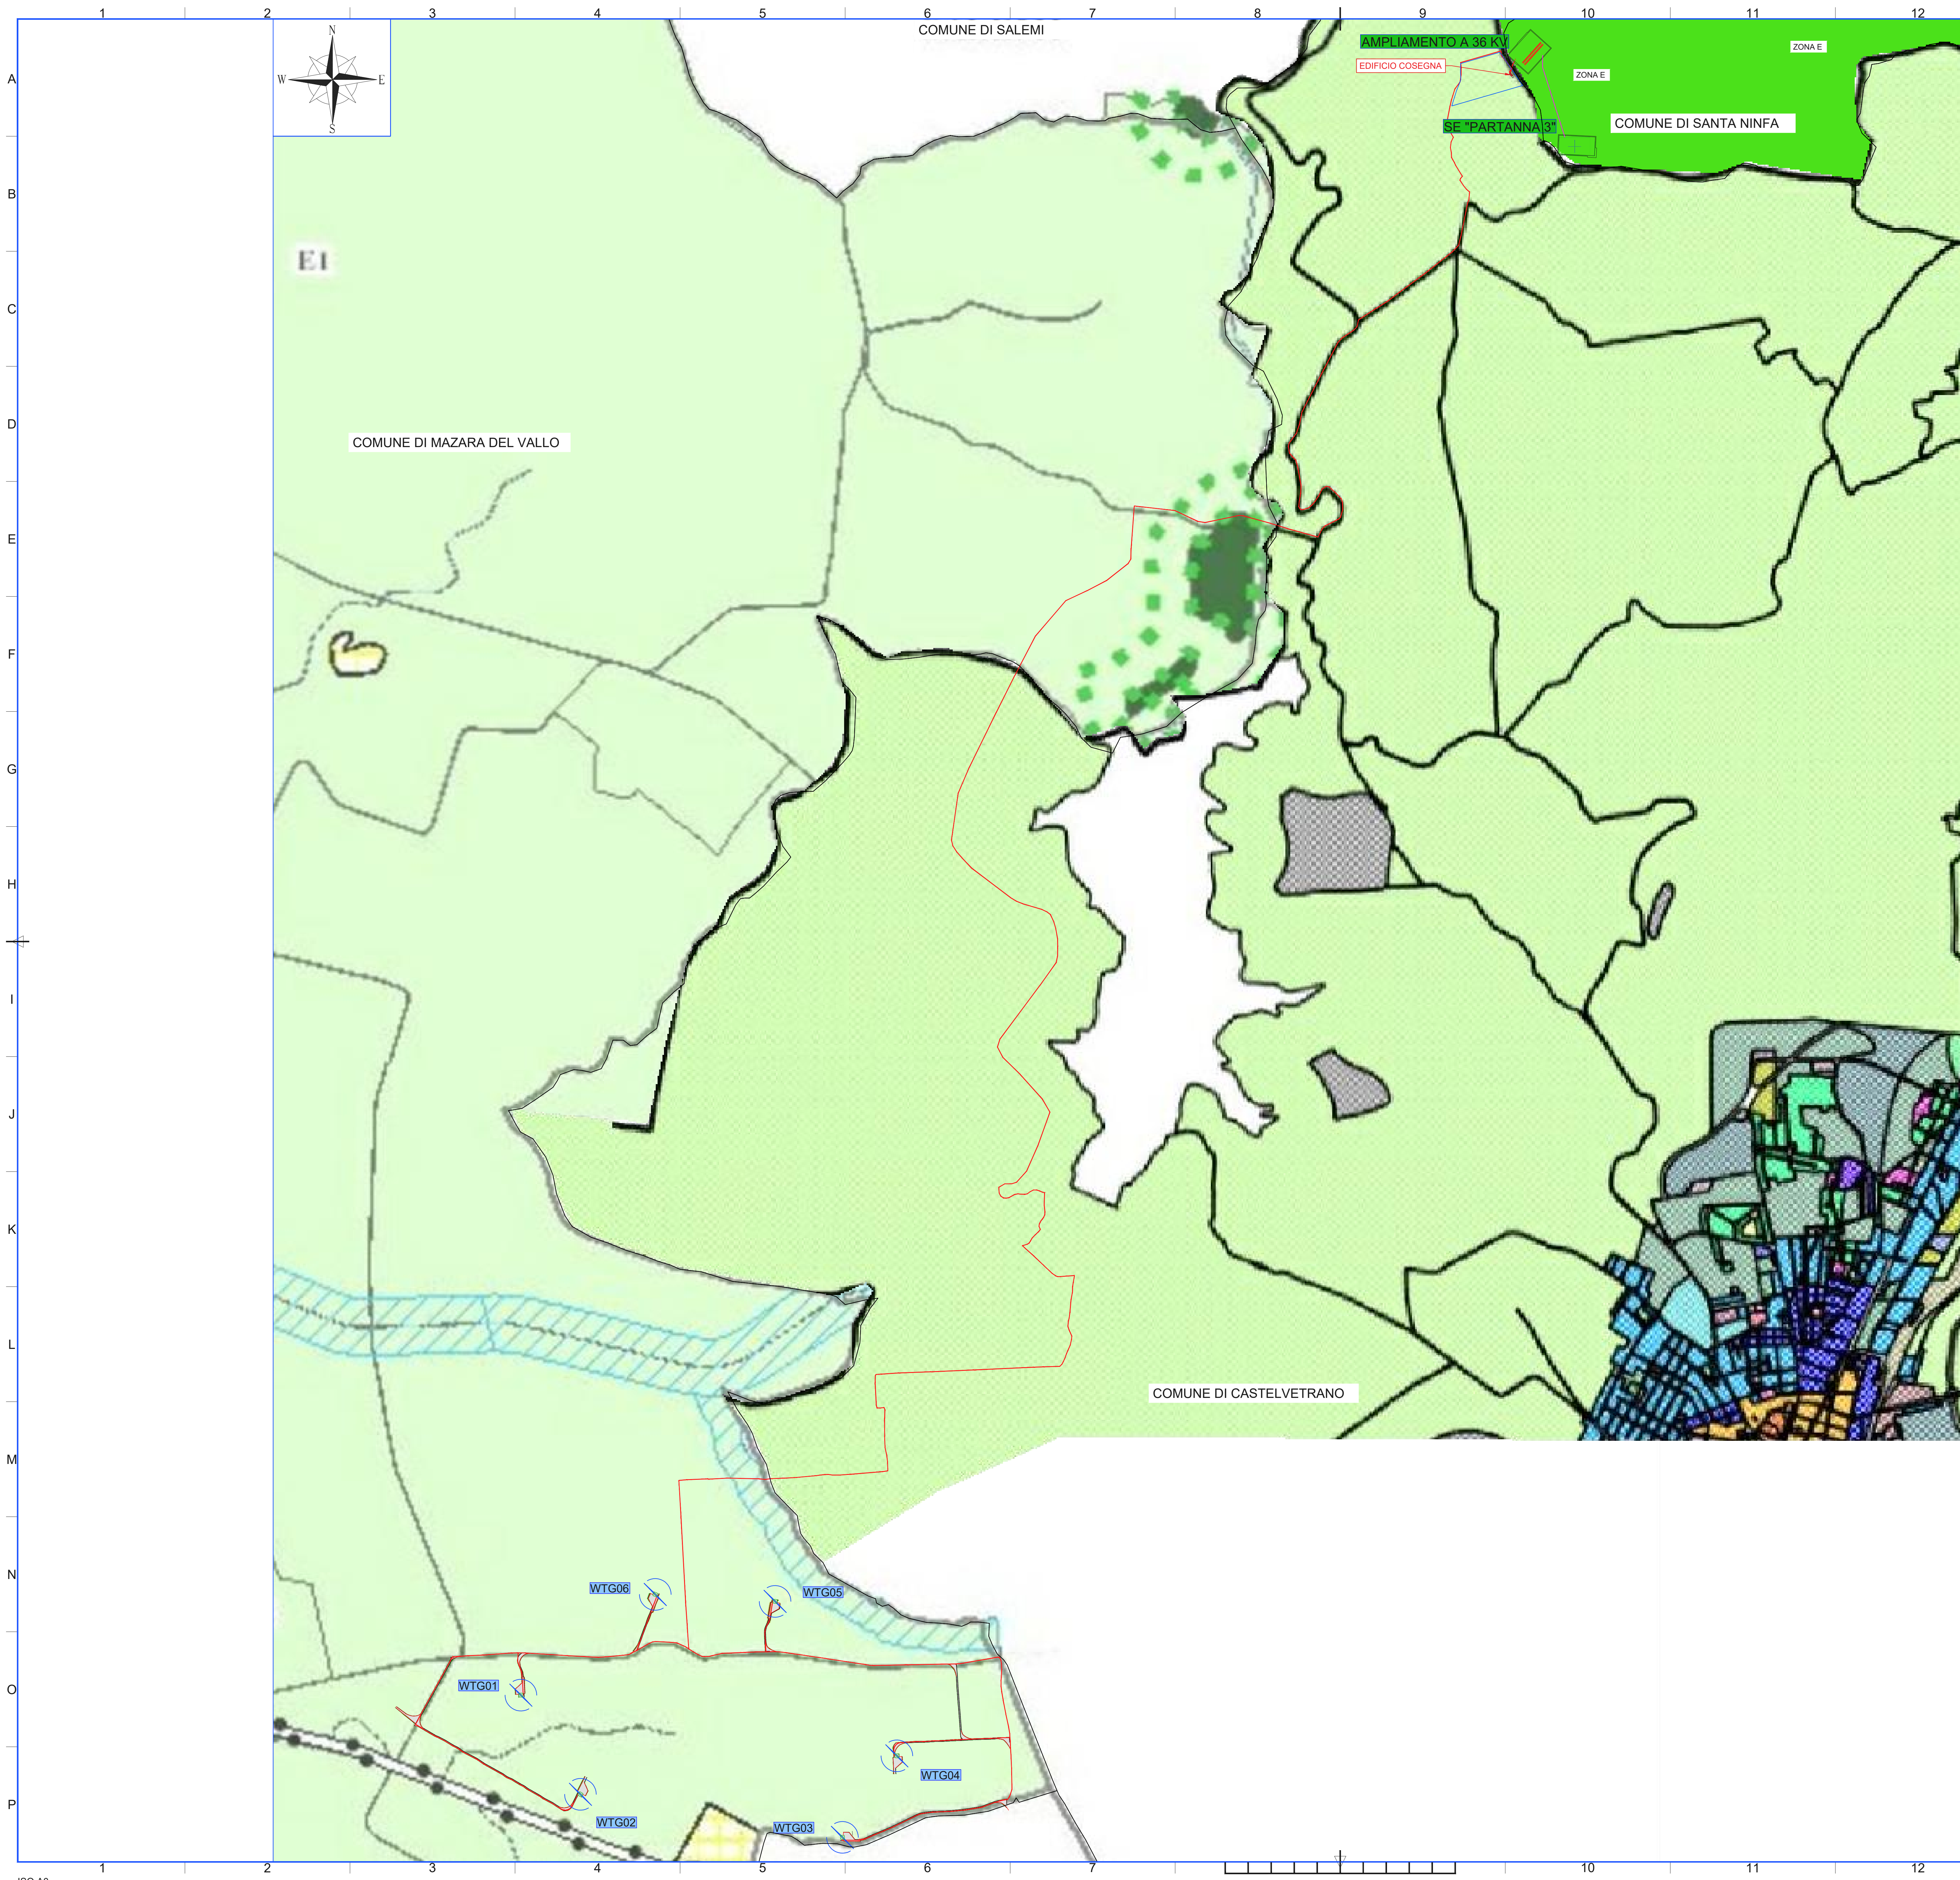 1 2 3 4 5 6 7 8 9 10 11 12
COMUNE DI SALEMI
N
W E
S
AMPLIAMENTO A 36 KV
EDIFICIO COSEGNA
ZONA E
ZONA E
SE "PARTANNA 3"
COMUNE DI SANTA NINFA
E1
COMUNE DI MAZARA DEL VALLO
COMUNE DI CASTELVETRANO
WTG06
WTG05
WTG01
WTG04
WTG02
WTG03
A
B
C
D
E
F
G
H
I
J
K
L
M
N
O
P
1 2 3 4 5 6 7 10 11 12